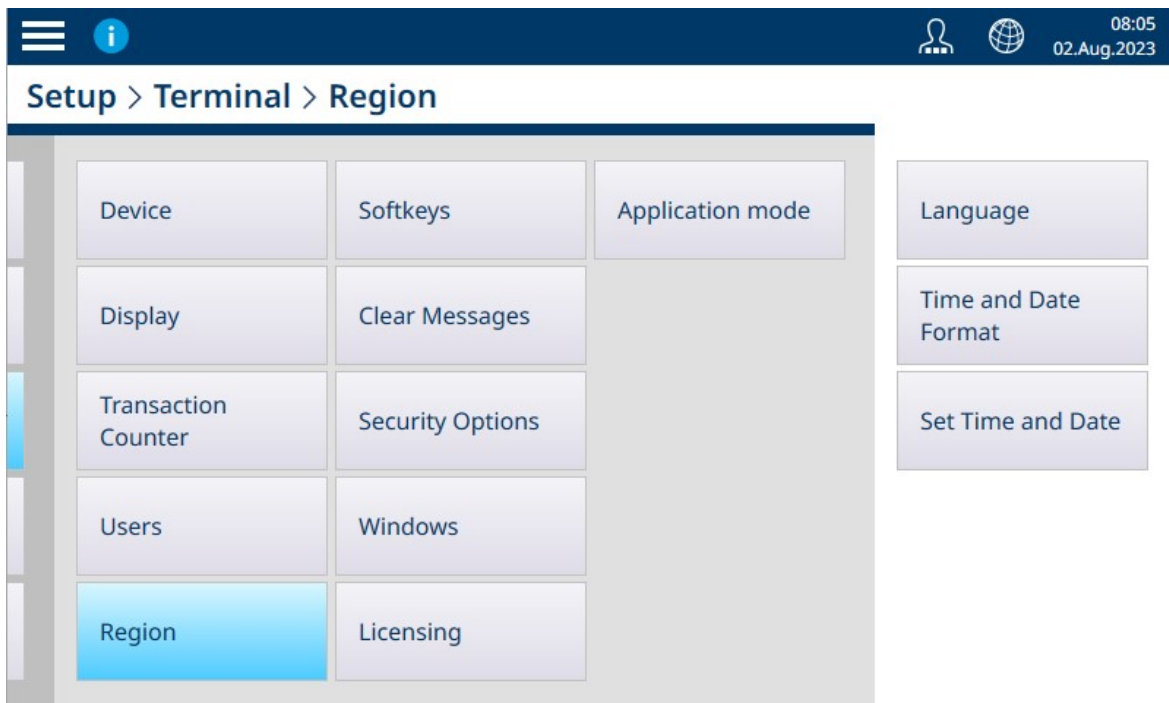 i
08:05
02.Aug.2023
Setup > Terminal > Region
Device
Softkeys
Application mode
Language
Display
Clear Messages
Time and Date
Format
Transaction
Counter
Security Options
Set Time and Date
Users
Windows
Region
Licensing